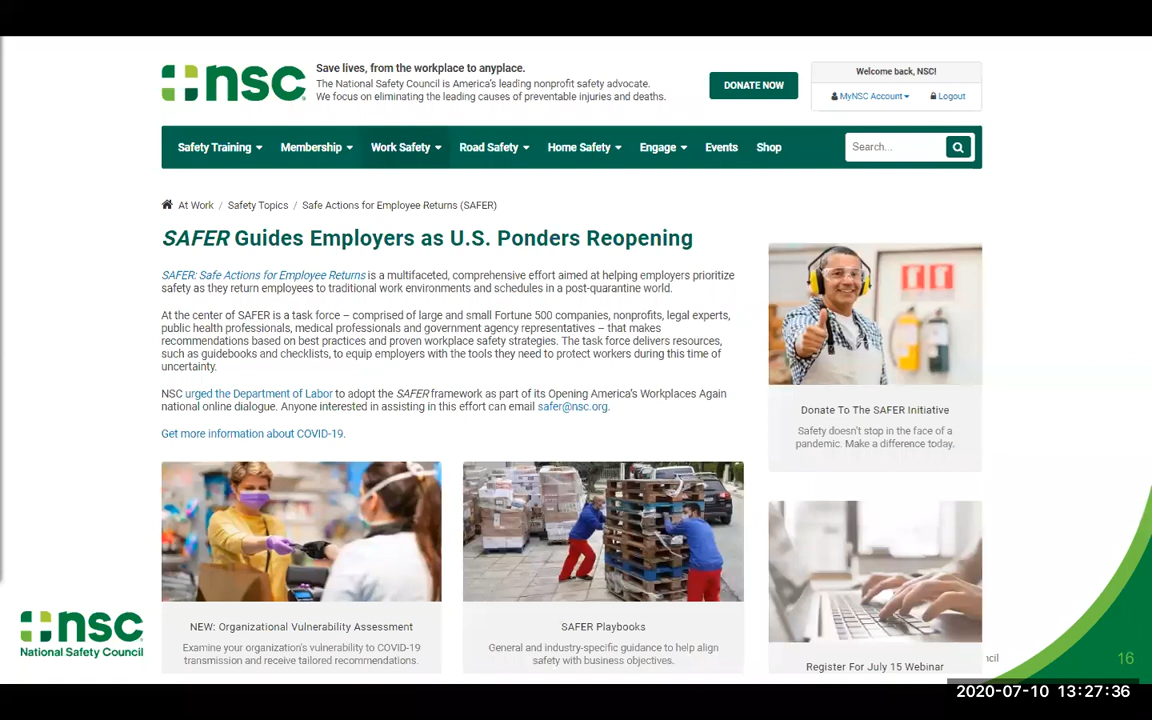 nsc
Save lives, from the workplace to anyplace.
The National Safety Council is America's leading nonprofit safety advocate.
We focus on eliminating the leading causes of preventable injuries and deaths.
DONATE NOW
Welcome back, NSC!
MyNSC Account
Logout
Safety Training Membership Work Safety Road Safety Home Safety Engage Events Shop
Search...
At Work / Safety Topics / Safe Actions for Employee Returns (SAFER)
SAFER Guides Employers as U.S. Ponders Reopening
SAFER: Safe Actions for Employee Returns is a multifaceted, comprehensive effort aimed at helping employers prioritize
safety as they return employees to traditional work environments and schedules in a post-quarantine world.
At the center of SAFER is a task force – comprised of large and small Fortune 500 companies, nonprofits, legal experts,
public health professionals, medical professionals and government agency representatives – that makes
recommendations based on best practices and proven workplace safety strategies. The task force delivers resources,
such as guidebooks and checklists, to equip employers with the tools they need to protect workers during this time of
uncertainty.
NSC urged the Department of Labor to adopt the SAFER framework as part of its Opening America's Workplaces Again
national online dialogue. Anyone interested in assisting in this effort can email safer@nsc.org.
Get more information about COVID-19.
Donate To The SAFER Initiative
Safety doesn't stop in the face of a
pandemic. Make a difference today.
NEW: Organizational Vulnerability Assessment
Examine your organization's vulnerability to COVID-19
transmission and receive tailored recommendations.
SAFER Playbooks
General and industry-specific guidance to help align
safety with business objectives.
Register For July 15 Webinar
nsc
National Safety Council
16
2020-07-10 13:27:36